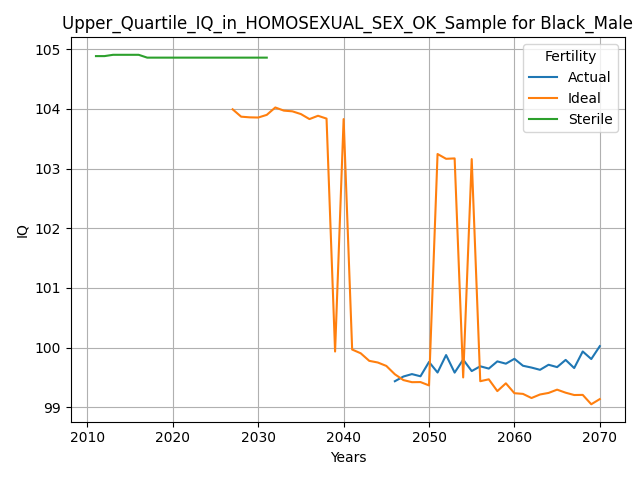 Upper_Quartile_IQ_in_HOMOSEXUAL_SEX_OK_Sample for Black_Male
Fertility
Actual
Ideal
Sterile
IQ
105
104
103
102
101
100
99
2010 2020 2030 2040 2050 2060 2070
Years